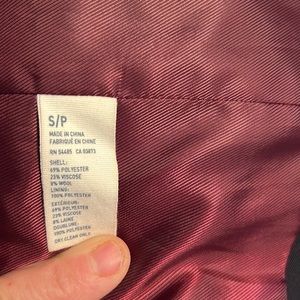 S/P
MADE IN CHINA
FABRIQUÉ EN CHINE
RN 54485 CA 03873
SHELL:
69% POLYESTER
23% VISCOSE
8% WOOL
LINING:
100% POLYESTER
EXTÉRIEUR:
69% POLYESTER
23% VISCOSE
8% LAINE
DOUBLURE:
100% POLYESTER
DRY CLEAN ONLY